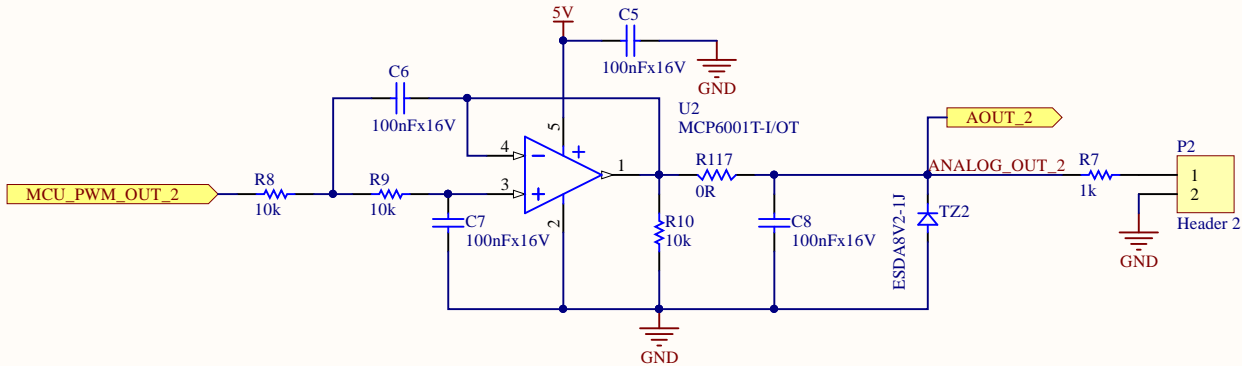 5V
C5
100nFx16V
GND
C6
100nFx16V
U2
MCP6001T-I/OT
AOUT_2
5
4
1
3
2
MCU_PWM_OUT_2
R8
10k
R9
10k
C7
100nFx16V
R117
0R
R10
10k
C8
100nFx16V
ANALOG_OUT_2
ESDA8V2-1J
TZ2
R7
1k
P2
1
2
Header 2
GND
GND